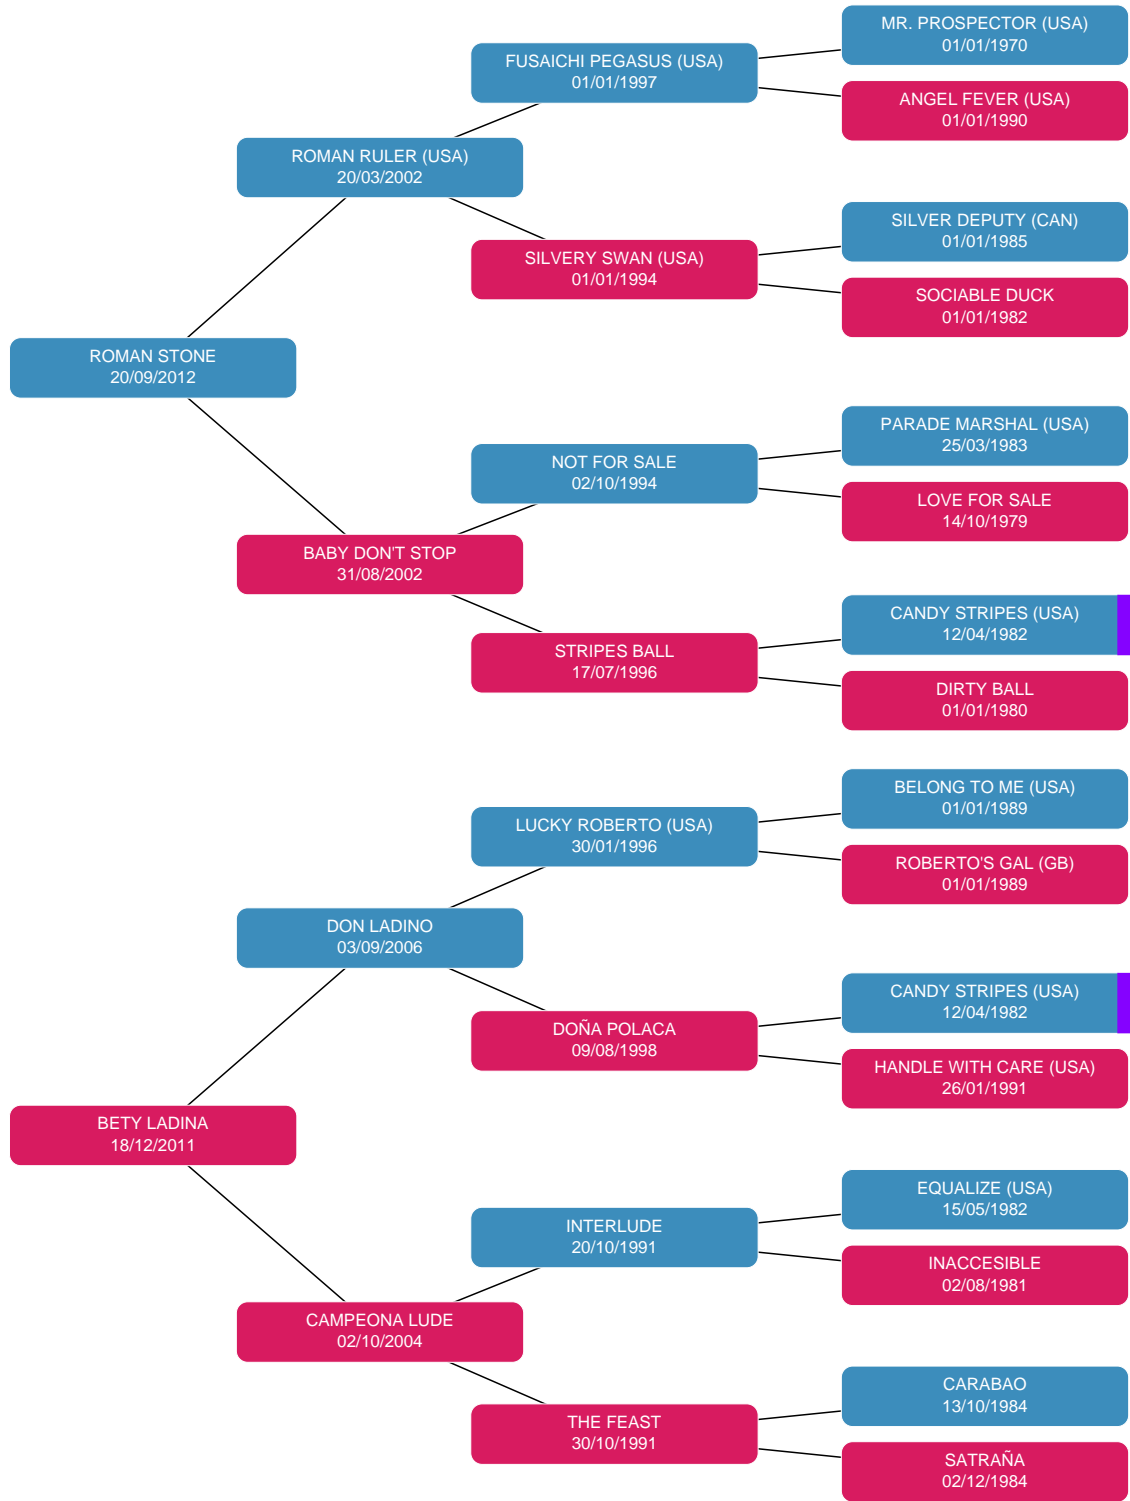 MR. PROSPECTOR (USA)
01/01/1970
FUSAICHI PEGASUS (USA)
01/01/1997
ANGEL FEVER (USA)
01/01/1990
ROMAN RULER (USA)
20/03/2002
SILVER DEPUTY (CAN)
01/01/1985
SILVERY SWAN (USA)
01/01/1994
SOCIABLE DUCK
01/01/1982
ROMAN STONE
20/09/2012
PARADE MARSHAL (USA)
25/03/1983
NOT FOR SALE
02/10/1994
LOVE FOR SALE
14/10/1979
BABY DON'T STOP
31/08/2002
CANDY STRIPES (USA)
12/04/1982
STRIPES BALL
17/07/1996
DIRTY BALL
01/01/1980
BELONG TO ME (USA)
01/01/1989
LUCKY ROBERTO (USA)
30/01/1996
ROBERTO'S GAL (GB)
01/01/1989
DON LADINO
03/09/2006
CANDY STRIPES (USA)
12/04/1982
DOÑA POLACA
09/08/1998
HANDLE WITH CARE (USA)
26/01/1991
BETY LADINA
18/12/2011
EQUALIZE (USA)
15/05/1982
INTERLUDE
20/10/1991
INACCESIBLE
02/08/1981
CAMPEONA LUDE
02/10/2004
CARABAO
13/10/1984
THE FEAST
30/10/1991
SATRAÑA
02/12/1984